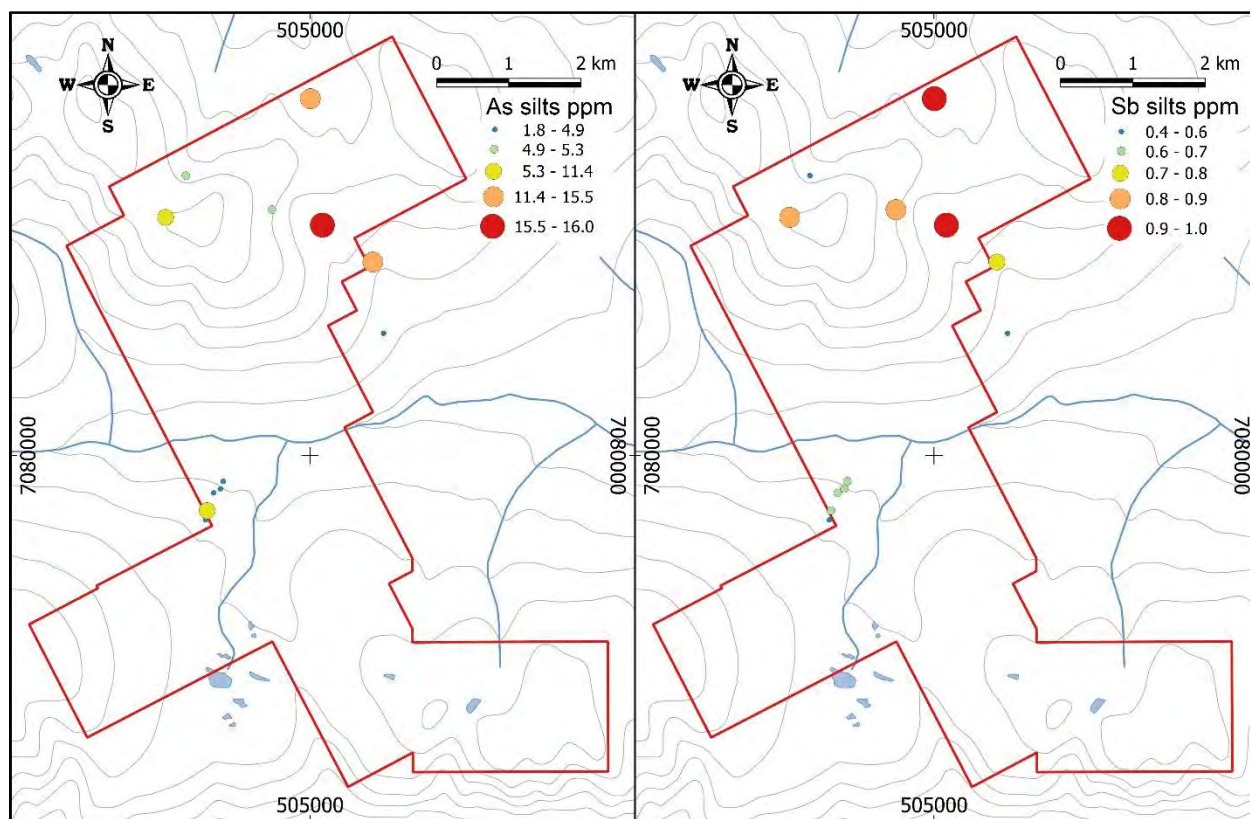 505000
N
W E
S
0 1 2 km
As silts ppm
1.8 - 4.9
4.9 - 5.3
5.3 - 11.4
11.4 - 15.5
15.5 - 16.0
7080000
7080000
505000
505000
N
W E
S
0 1 2 km
Sb silts ppm
0.4 - 0.6
0.6 - 0.7
0.7 - 0.8
0.8 - 0.9
0.9 - 1.0
7080000
7080000
505000